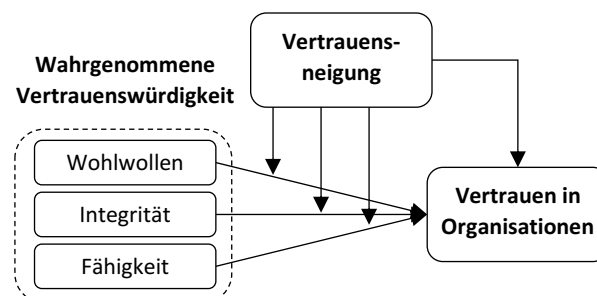 Vertrauens-
neigung
Wahrgenommene
Vertrauenswürdigkeit
Wohlwollen
Integrität
Fähigkeit
Vertrauen in
Organisationen